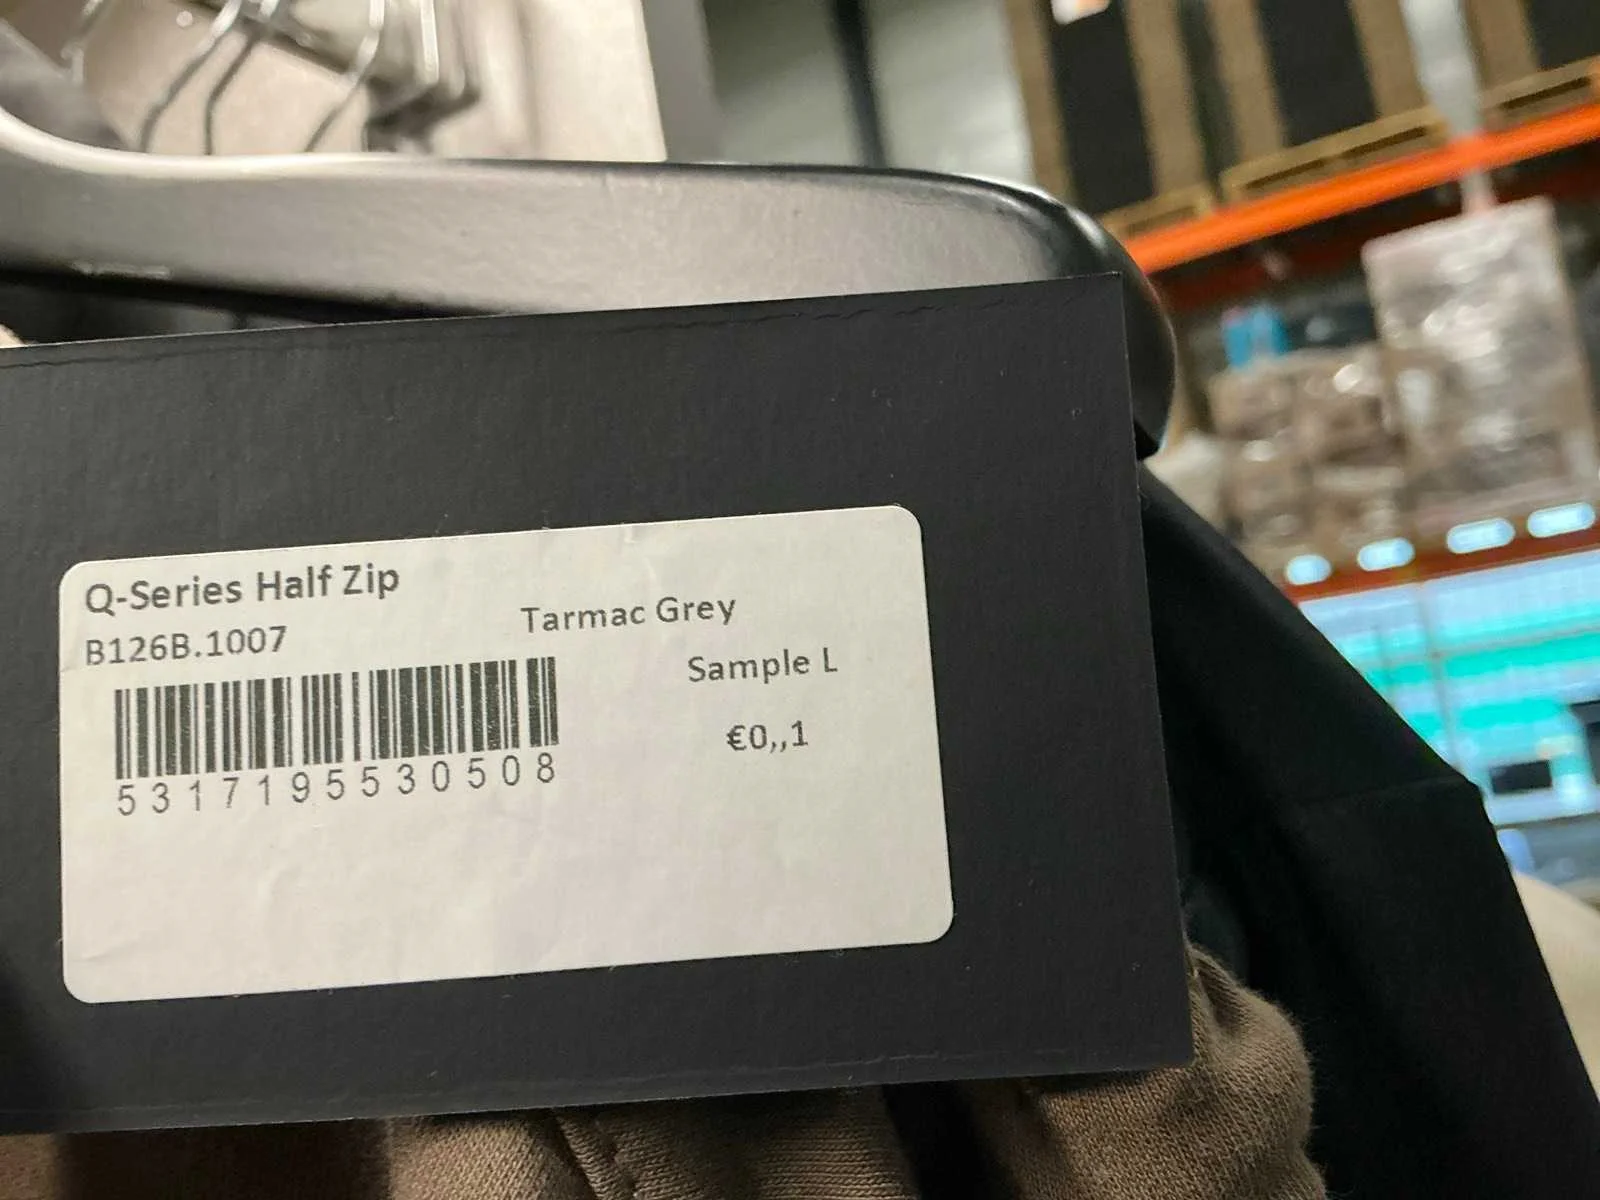 Q-Series Half Zip
Tarmac Grey
B126B.1007
Sample L
€0,,1
5317195530508